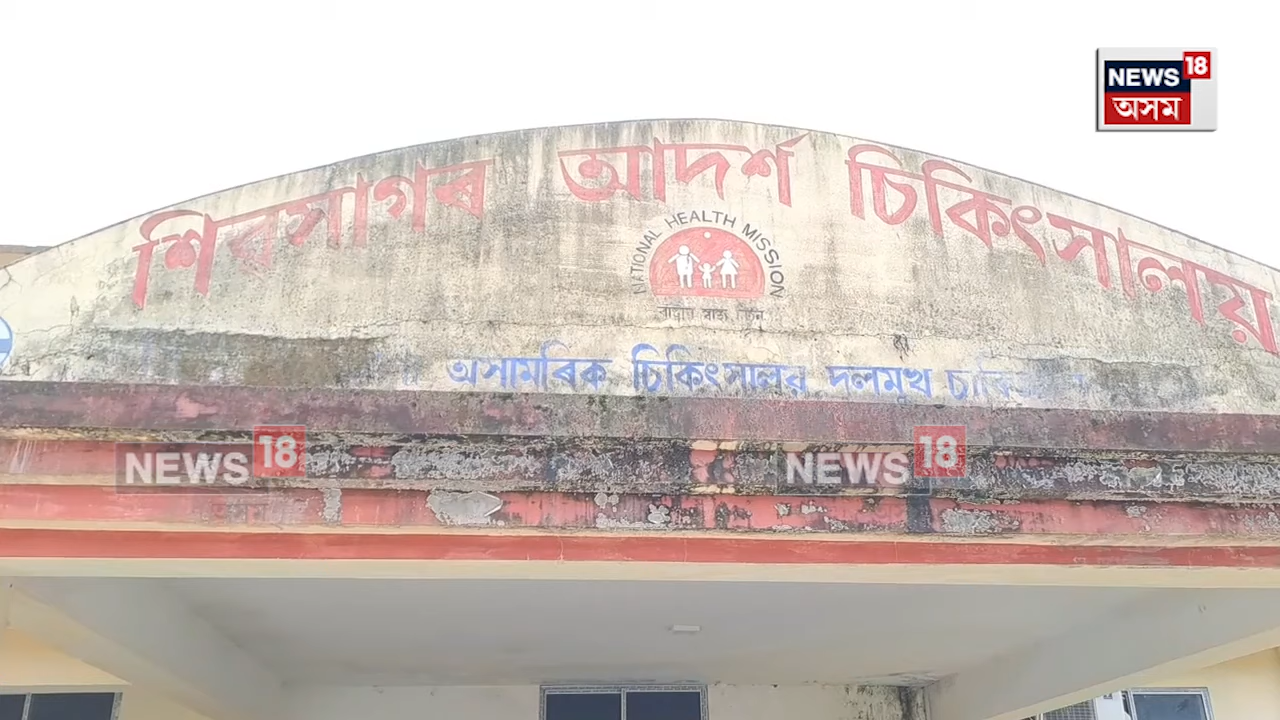 NEWS 18
অসম
শিৱসাগৰ আদৰ্শ চিকিৎসালয়
NATIONAL HEALTH MISSION
অসামৰিক চিকিৎসালয় দলমুখ
NEWS 18
NEWS 18